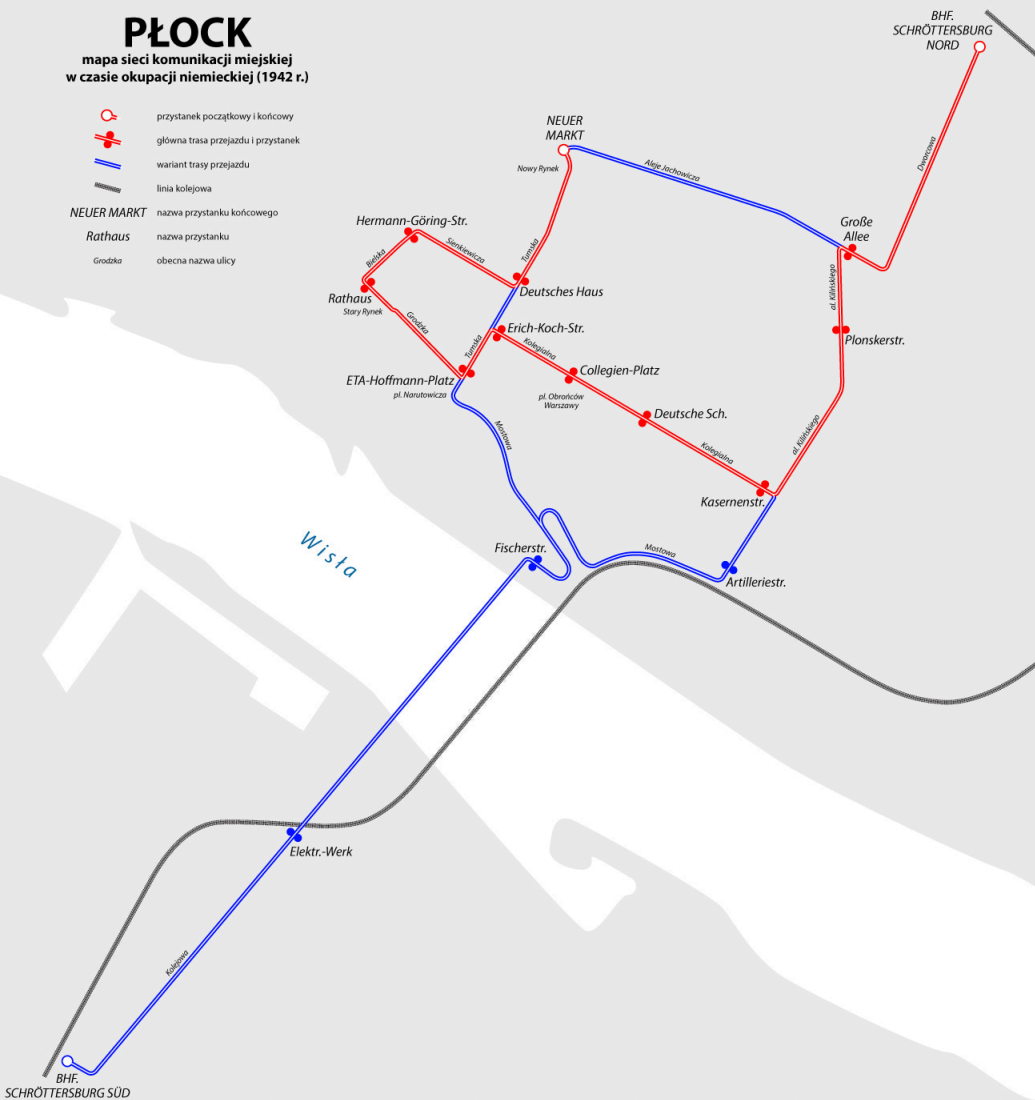 PŁOCK
mapa sieci komunikacji miejskiej
w czasie okupacji niemieckiej (1942 r.)
przystanek początkowy i końcowy
główna trasa przejazdu i przystanek
wariant trasy przejazdu
linia kolejowa
NEUER MARKT nazwa przystanku końcowego
Rathaus nazwa przystanku
Grodzka obecna nazwa ulicy
BHF.
SCHRÖTTERSBURG
NORD
Dworcowa
NEUER
MARKT
Nowy Rynek
Aleje Jachowicza
Große
Allee
Hermann-Göring-Str.
Sienkiewicza
Bielska
Tumska
Rathaus
Stary Rynek
Deutsches Haus
al. Kilińskiego
Grodzka
Erich-Koch-Str.
Plonskerstr.
Tumska
Kolegialna
ETA-Hoffmann-Platz
pl. Narutowicza
Collegien-Platz
pl. Obrońców
Warszawy
Deutsche Sch.
Mostowa
Kolegialna
al. Kilińskiego
Kasernenstr.
Wisła
Fischerstr.
Mostowa
Artilleriestr.
Elektr.-Werk
Kolejowa
BHF.
SCHRÖTTERSBURG SÜD